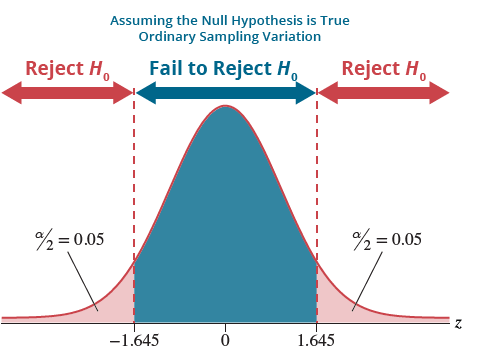 Assuming the Null Hypothesis is True
Ordinary Sampling Variation
Reject H₀ Fail to Reject H₀ Reject H₀
α/2 = 0.05 α/2 = 0.05
−1.645 0 1.645 z